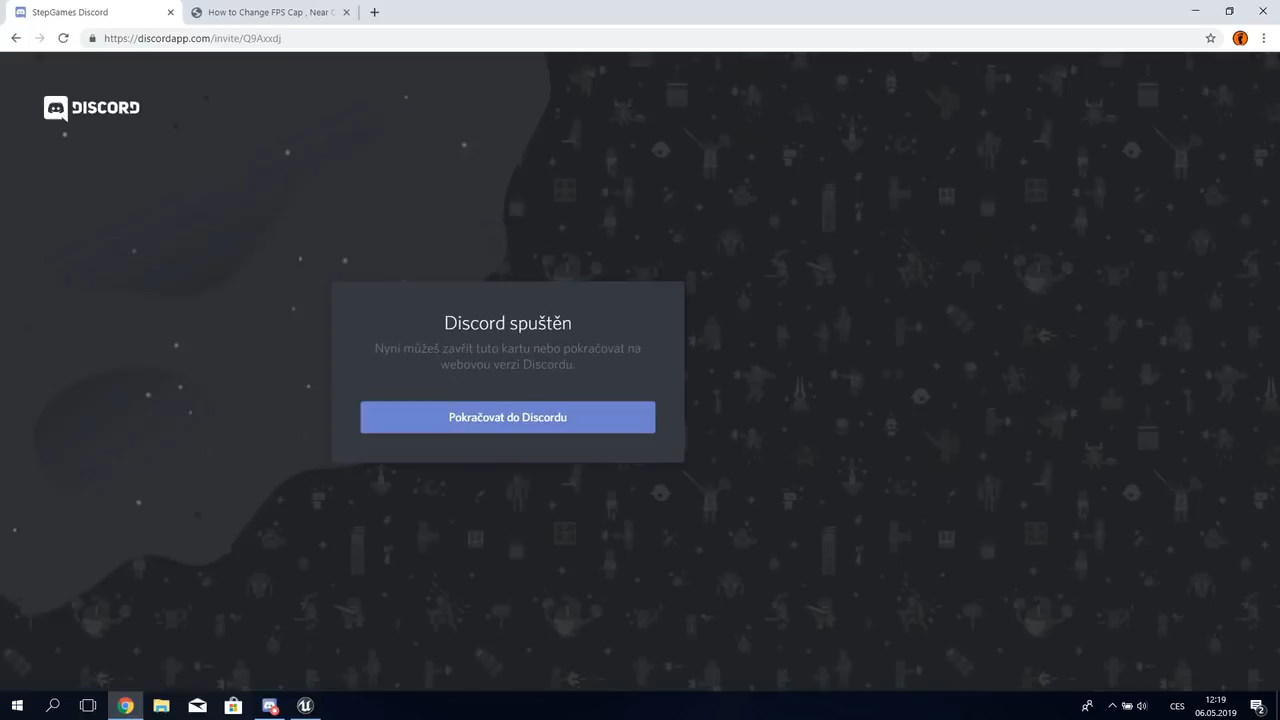 StepGames Discord
How to Change FPS Cap , Near
https://discordapp.com/invite/Q9Axxdj
DISCORD
Discord spuštěn
Nyní můžeš zavřít tuto kartu nebo pokračovat na
webovou verzi Discordu.
Pokračovat do Discordu
CES
12:19
06.05.2019
2